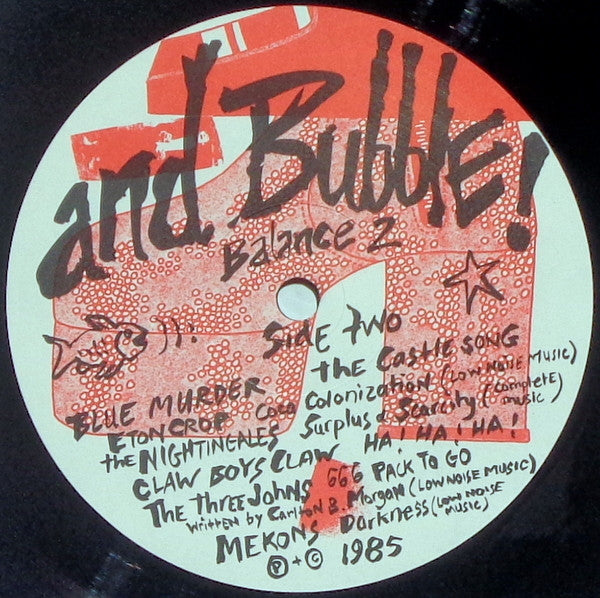 and Bubble!
Balance 2
Side Two
BLUE MURDER the Castle SONG
ETON CROP Coca Colonization (LOW NOISE MUSIC)
the NIGHTINGALES Surplus & Scarcity (Complete music)
CLAW BOYS CLAW HA! HA! HA!
The Three Johns 666 PACK TO GO
written by Carlton B. Morgan (LOW NOISE MUSIC)
MEKONS Darkness (LOW NOISE MUSIC)
Ⓟ + © 1985